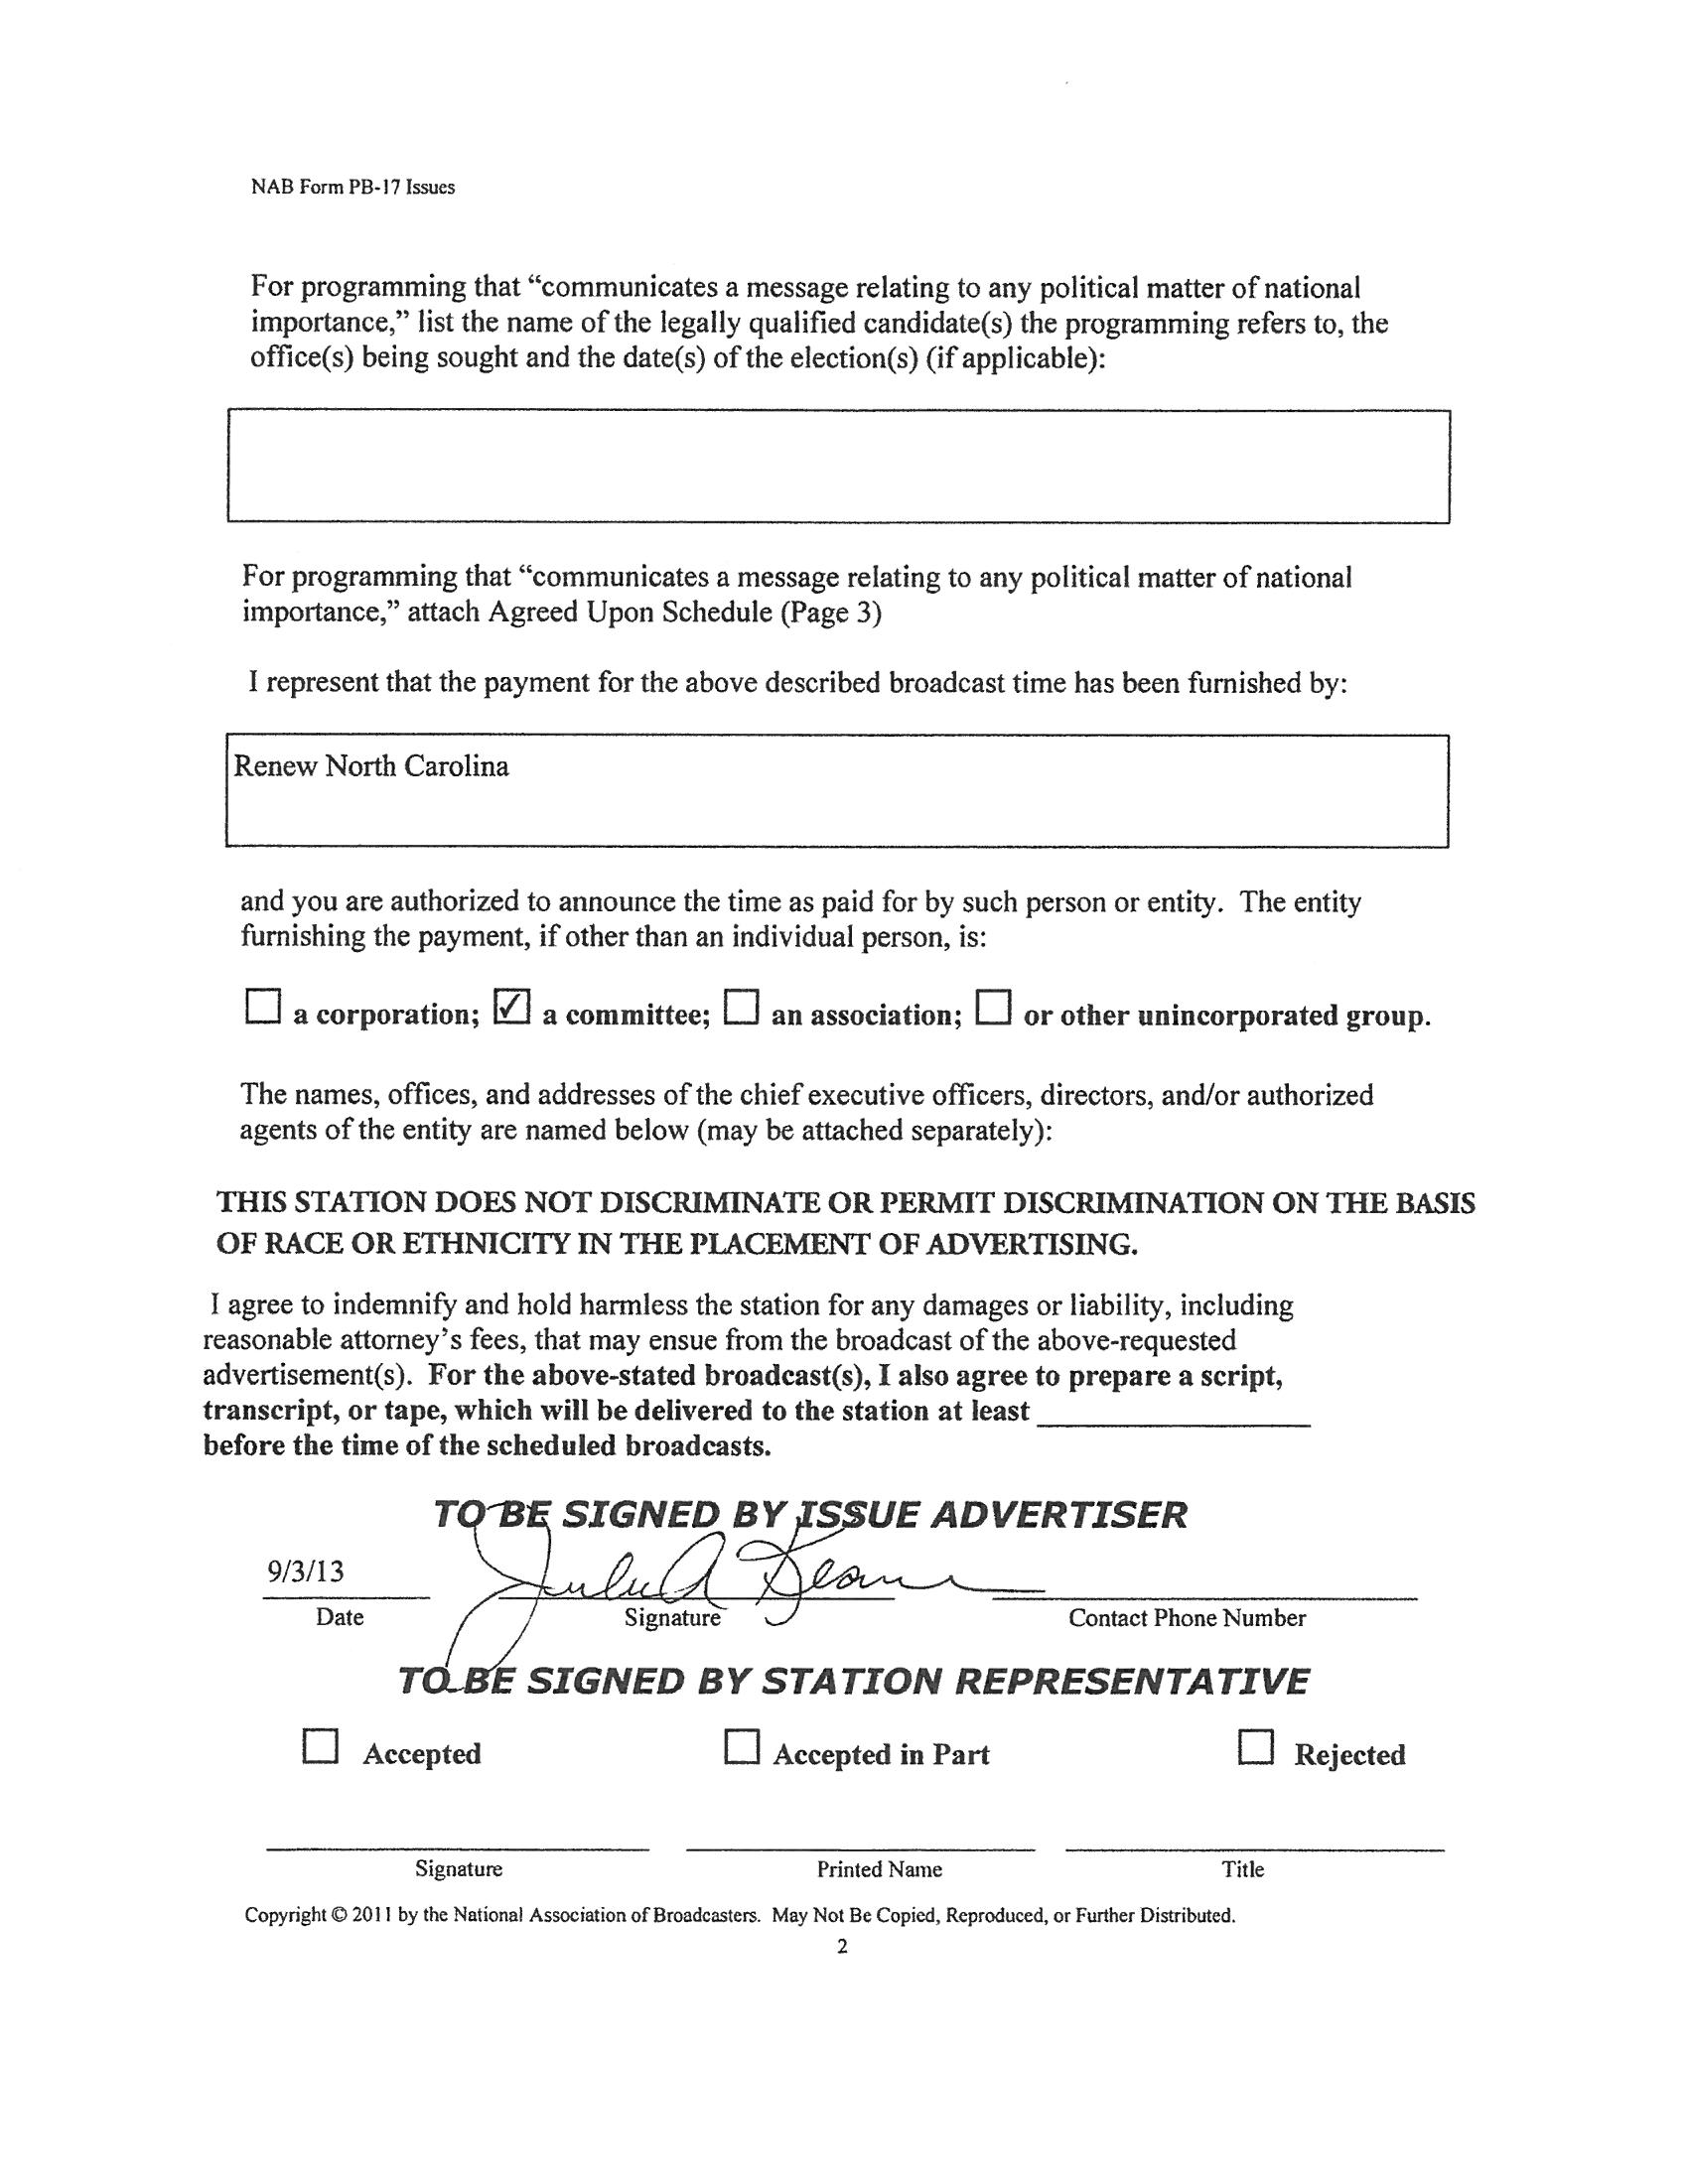 NAB Form PB-17 Issues
For programming that “communicates a message relating to any political matter of national
importance,” list the name of the legally qualified candidate(s) the programming refers to, the
office(s) being sought and the date(s) of the election(s) (if applicable):
For programming that “communicates a message relating to any political matter of national
importance,” attach Agreed Upon Schedule (Page 3)
I represent that the payment for the above described broadcast time has been furnished by:
Renew North Carolina
and you are authorized to announce the time as paid for by such person or entity. The entity
furnishing the payment, if other than an individual person, is:
☐ a corporation; ☑ a committee; ☐ an association; ☐ or other unincorporated group.
The names, offices, and addresses of the chief executive officers, directors, and/or authorized
agents of the entity are named below (may be attached separately):
THIS STATION DOES NOT DISCRIMINATE OR PERMIT DISCRIMINATION ON THE BASIS
OF RACE OR ETHNICITY IN THE PLACEMENT OF ADVERTISING.
I agree to indemnify and hold harmless the station for any damages or liability, including
reasonable attorney’s fees, that may ensue from the broadcast of the above-requested
advertisement(s). For the above-stated broadcast(s), I also agree to prepare a script,
transcript, or tape, which will be delivered to the station at least
before the time of the scheduled broadcasts.
TO BE SIGNED BY ISSUE ADVERTISER
9/3/13
Date Signature Contact Phone Number
TO BE SIGNED BY STATION REPRESENTATIVE
☐ Accepted ☐ Accepted in Part ☐ Rejected
Signature Printed Name Title
Copyright © 2011 by the National Association of Broadcasters. May Not Be Copied, Reproduced, or Further Distributed.
2